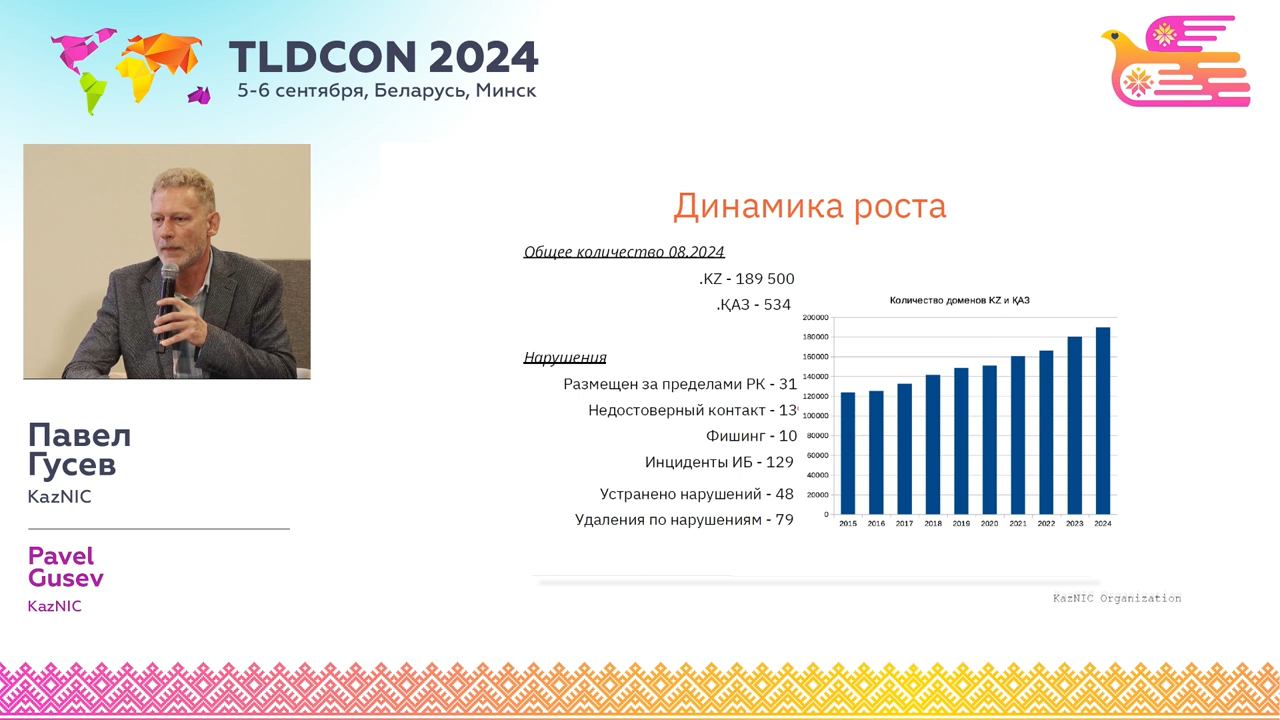 TLDCON 2024
5-6 сентября, Беларусь, Минск
Павел
Гусев
KazNIC
Pavel
Gusev
KazNIC
Динамика роста
Общее количество 08.2024
.KZ - 189 500
.ҚАЗ - 534
Нарушения
Размещен за пределами РК - 31
Недостоверный контакт - 13
Фишинг - 10
Инциденты ИБ - 129
Устранено нарушений - 48
Удаления по нарушениям - 79
Количество доменов KZ и ҚАЗ
200000
180000
160000
140000
120000
100000
80000
60000
40000
20000
0
2015 2016 2017 2018 2019 2020 2021 2022 2023 2024
KazNIC Organization